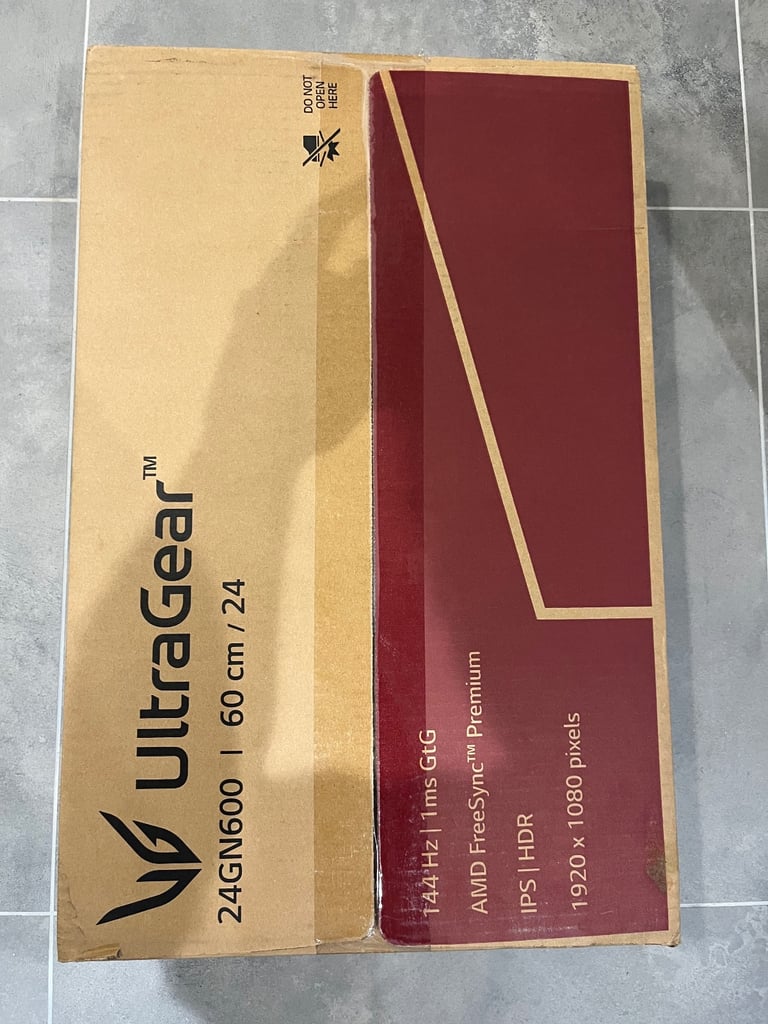 UltraGear™
24GN600 | 60 cm / 24
DO NOT
OPEN
HERE
144 Hz | 1ms GtG
AMD FreeSync™ Premium
IPS | HDR
1920 x 1080 pixels